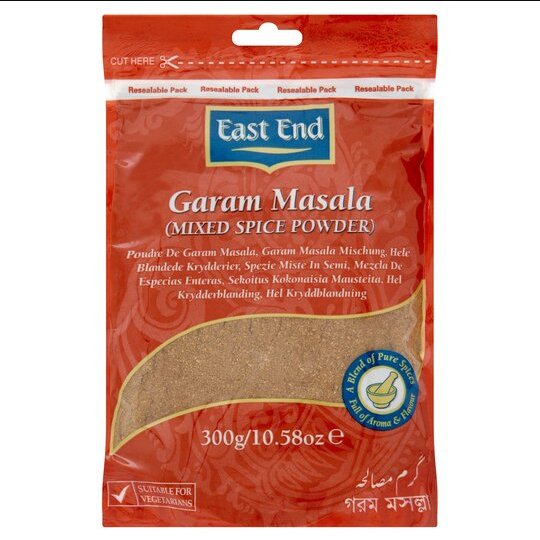 CUT HERE
Resealable Pack Resealable Pack Resealable Pack Resealable Pack
East End
Garam Masala
(MIXED SPICE POWDER)
Poudre De Garam Masala, Garam Masala Mischung, Hele
Blandede Krydderier, Spezie Miste In Semi, Mezcla De
Especias Enteras, Sekoitus Kokonaisia Mausteita, Hel
Krydderblanding, Hel Kryddblandning
A Blend of Pure Spices
Full of Aroma & Flavour
300g/10.58oz ℮
گرم مصالحہ
SUITABLE FOR
VEGETARIANS
গরম মসল্লা